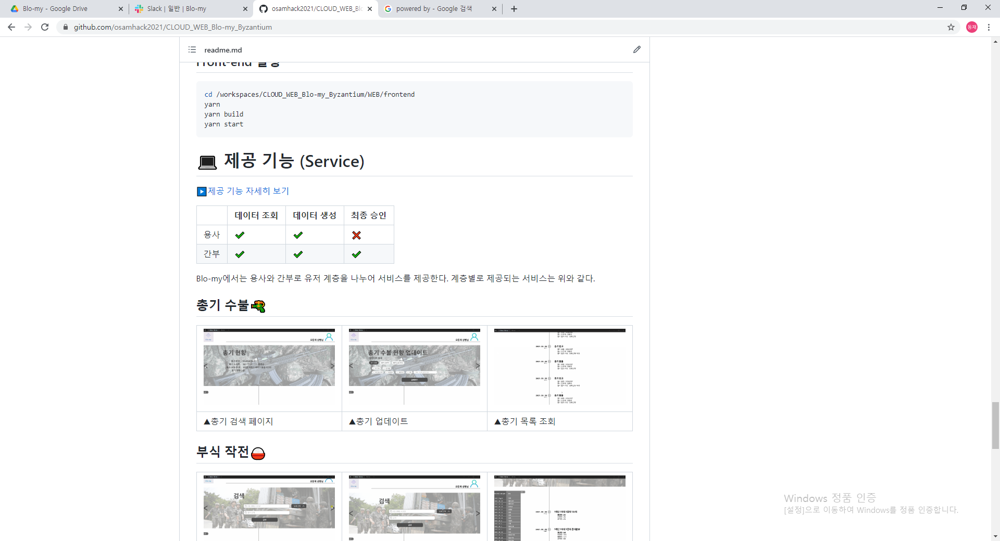 Blo-my - Google Drive
Slack | 일반 | Blo-my
osamhack2021/CLOUD_WEB_Blo
powered by - Google 검색
github.com/osamhack2021/CLOUD_WEB_Blo-my_Byzantium
동재
readme.md
Front-end
cd /workspaces/CLOUD_WEB_Blo-my_Byzantium/WEB/frontend
yarn
yarn build
yarn start
제공 기능 (Service)
제공 기능 자세히 보기
데이터 조회 데이터 생성 최종 승인
용사
간부
Blo-my에서는 용사와 간부로 유저 계층을 나누어 서비스를 제공한다. 계층별로 제공되는 서비스는 위와 같다.
총기 수불
총기 현황
총기 수불 현황 업데이트
▲총기 검색 페이지
▲총기 업데이트
▲총기 목록 조회
부식 작전
검색
검색
Windows 정품 인증
[설정]으로 이동하여 Windows를 정품 인증합니다.